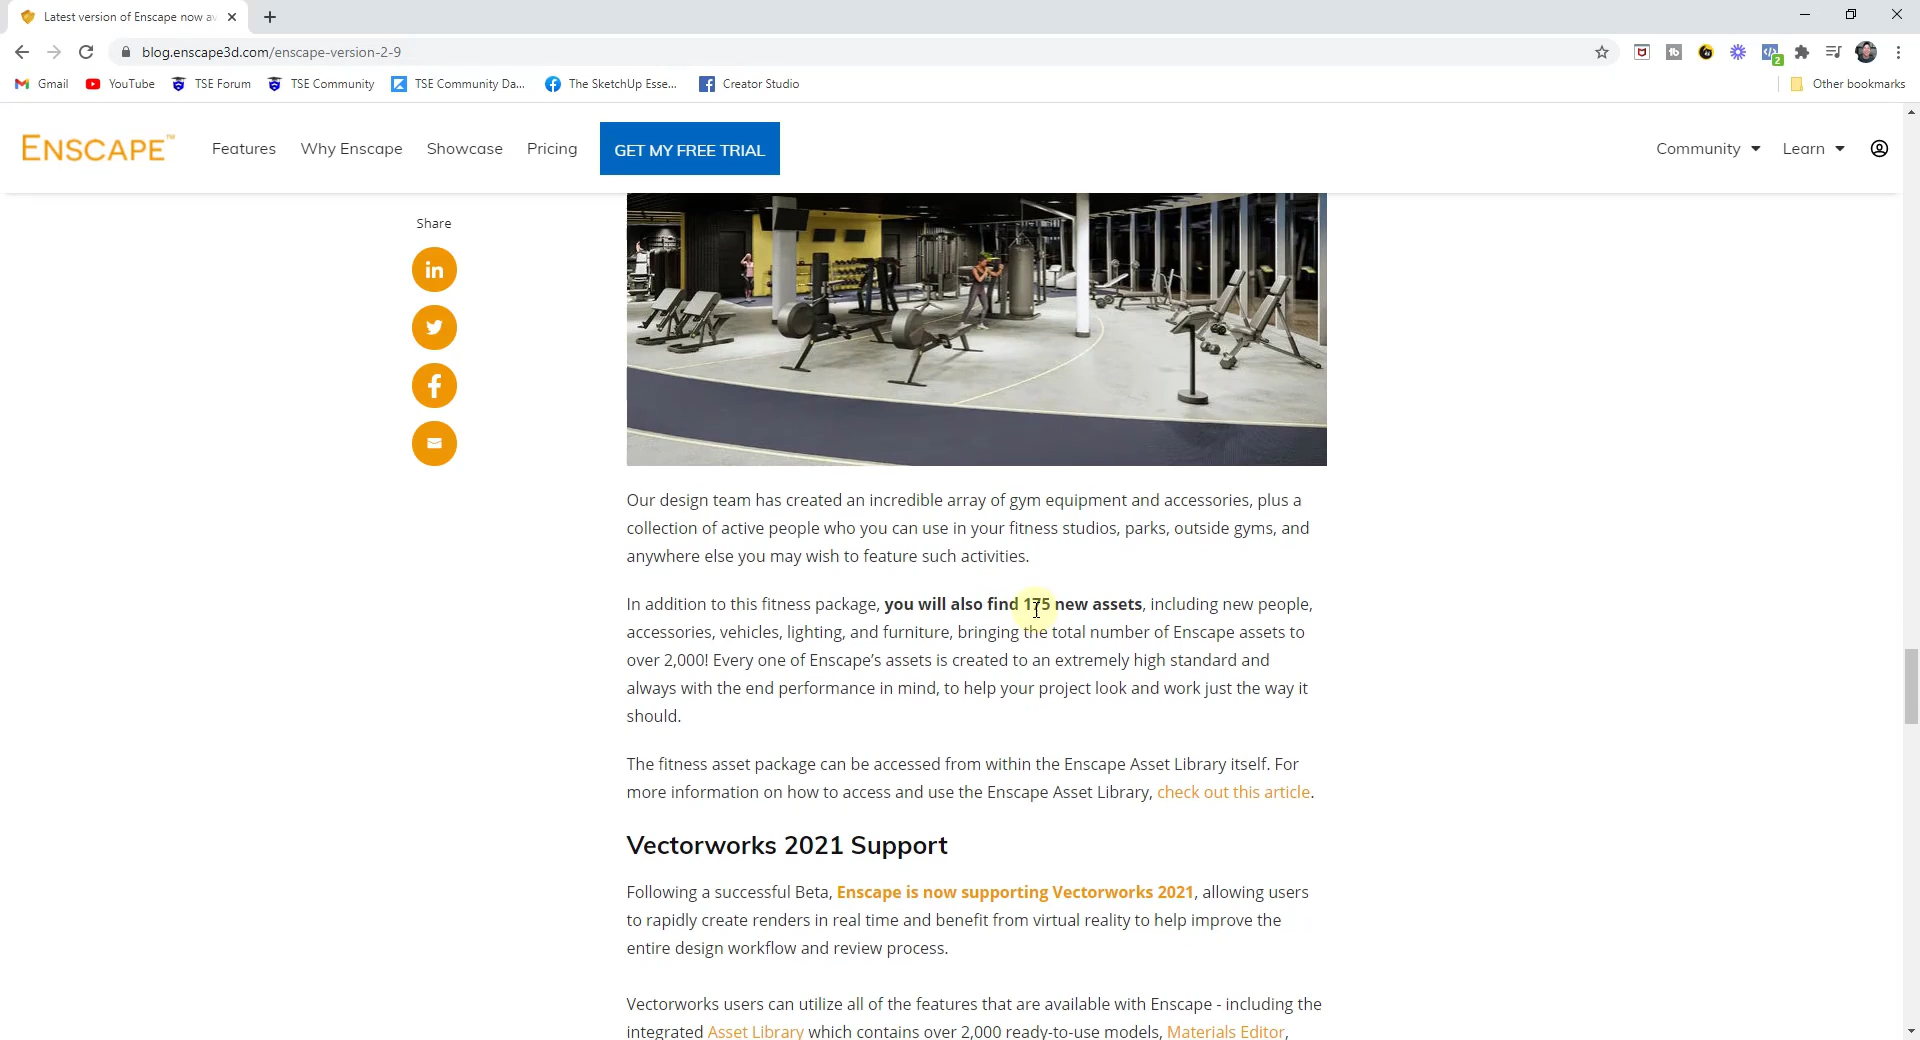 Latest version of Enscape now av
blog.enscape3d.com/enscape-version-2-9
2
Gmail
YouTube
TSE Forum
TSE Community
TSE Community Da...
The SketchUp Esse...
Creator Studio
Other bookmarks
ENSCAPE™
Features
Why Enscape
Showcase
Pricing
GET MY FREE TRIAL
Community
Learn
Share
Our design team has created an incredible array of gym equipment and accessories, plus a
collection of active people who you can use in your fitness studios, parks, outside gyms, and
anywhere else you may wish to feature such activities.
In addition to this fitness package, you will also find 175 new assets, including new people,
accessories, vehicles, lighting, and furniture, bringing the total number of Enscape assets to
over 2,000! Every one of Enscape’s assets is created to an extremely high standard and
always with the end performance in mind, to help your project look and work just the way it
should.
The fitness asset package can be accessed from within the Enscape Asset Library itself. For
more information on how to access and use the Enscape Asset Library, check out this article.
Vectorworks 2021 Support
Following a successful Beta, Enscape is now supporting Vectorworks 2021, allowing users
to rapidly create renders in real time and benefit from virtual reality to help improve the
entire design workflow and review process.
Vectorworks users can utilize all of the features that are available with Enscape - including the
integrated Asset Library which contains over 2,000 ready-to-use models, Materials Editor,